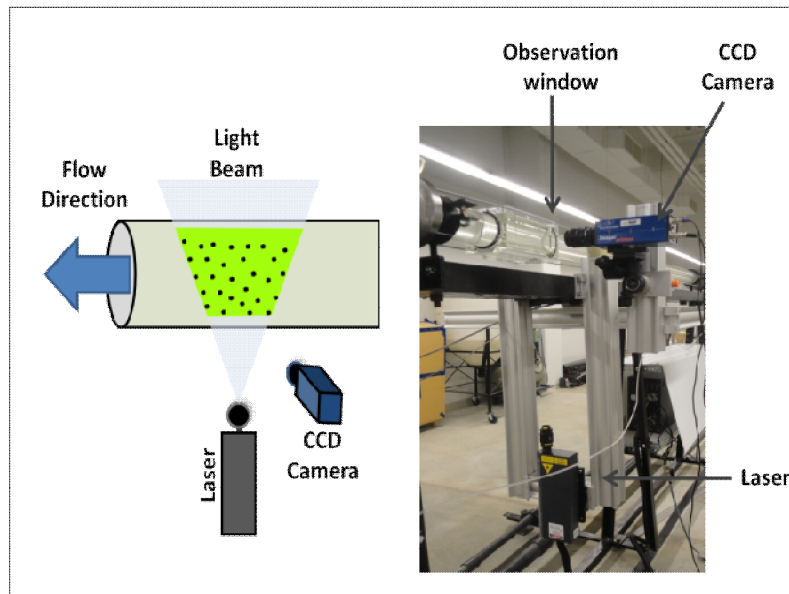 Flow
Direction
Light
Beam
Laser
CCD
Camera
Observation
window
CCD
Camera
Laser